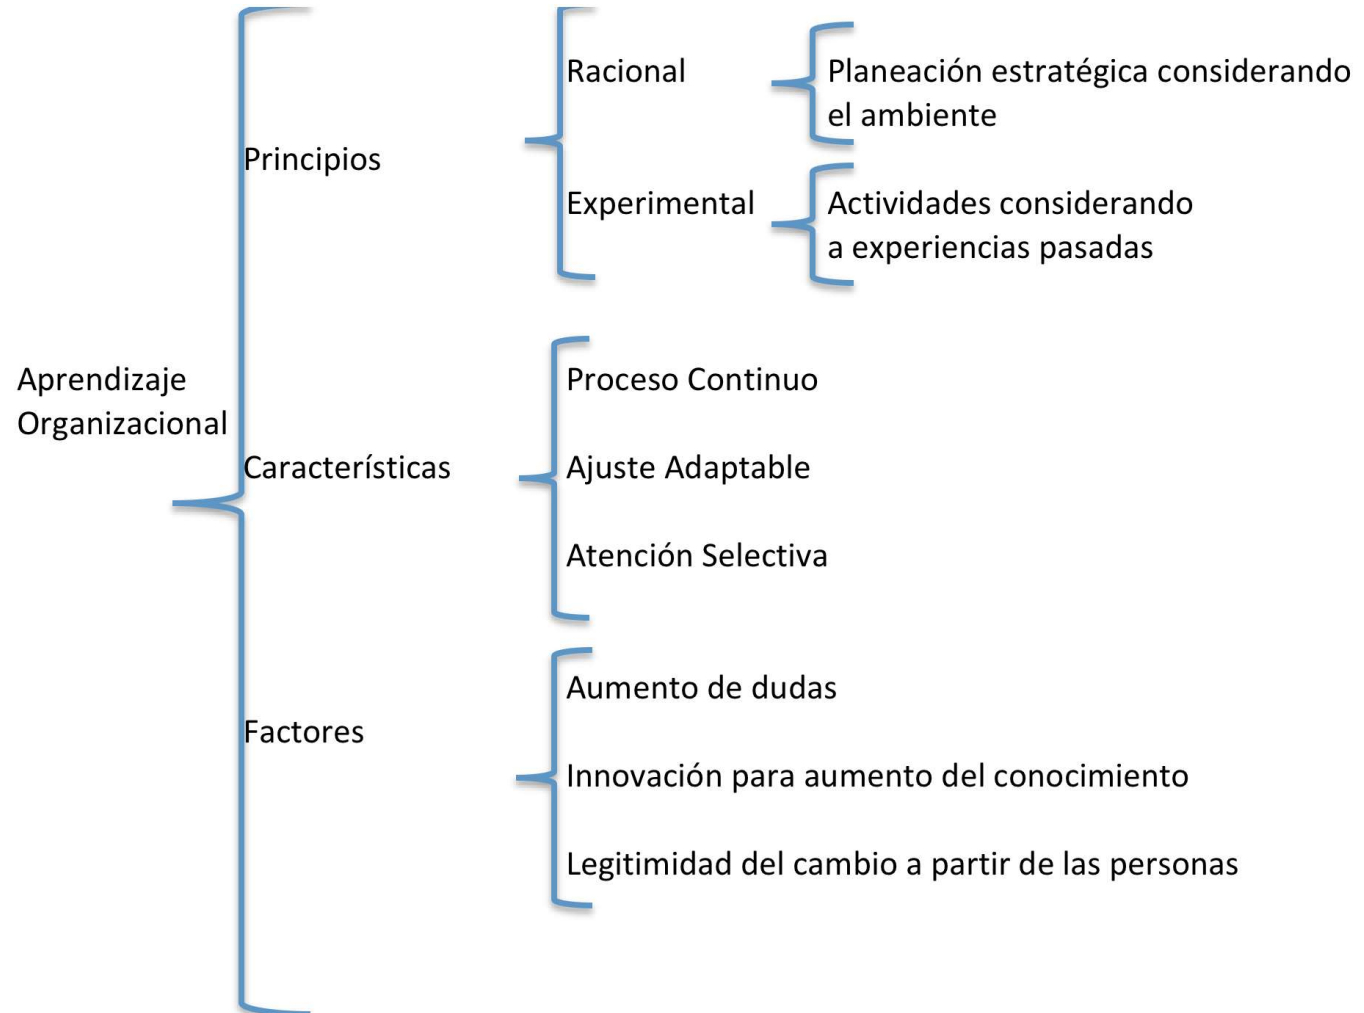 Aprendizaje
Organizacional
Principios
Racional
Planeación estratégica considerando
el ambiente
Experimental
Actividades considerando
a experiencias pasadas
Características
Proceso Continuo
Ajuste Adaptable
Atención Selectiva
Factores
Aumento de dudas
Innovación para aumento del conocimiento
Legitimidad del cambio a partir de las personas